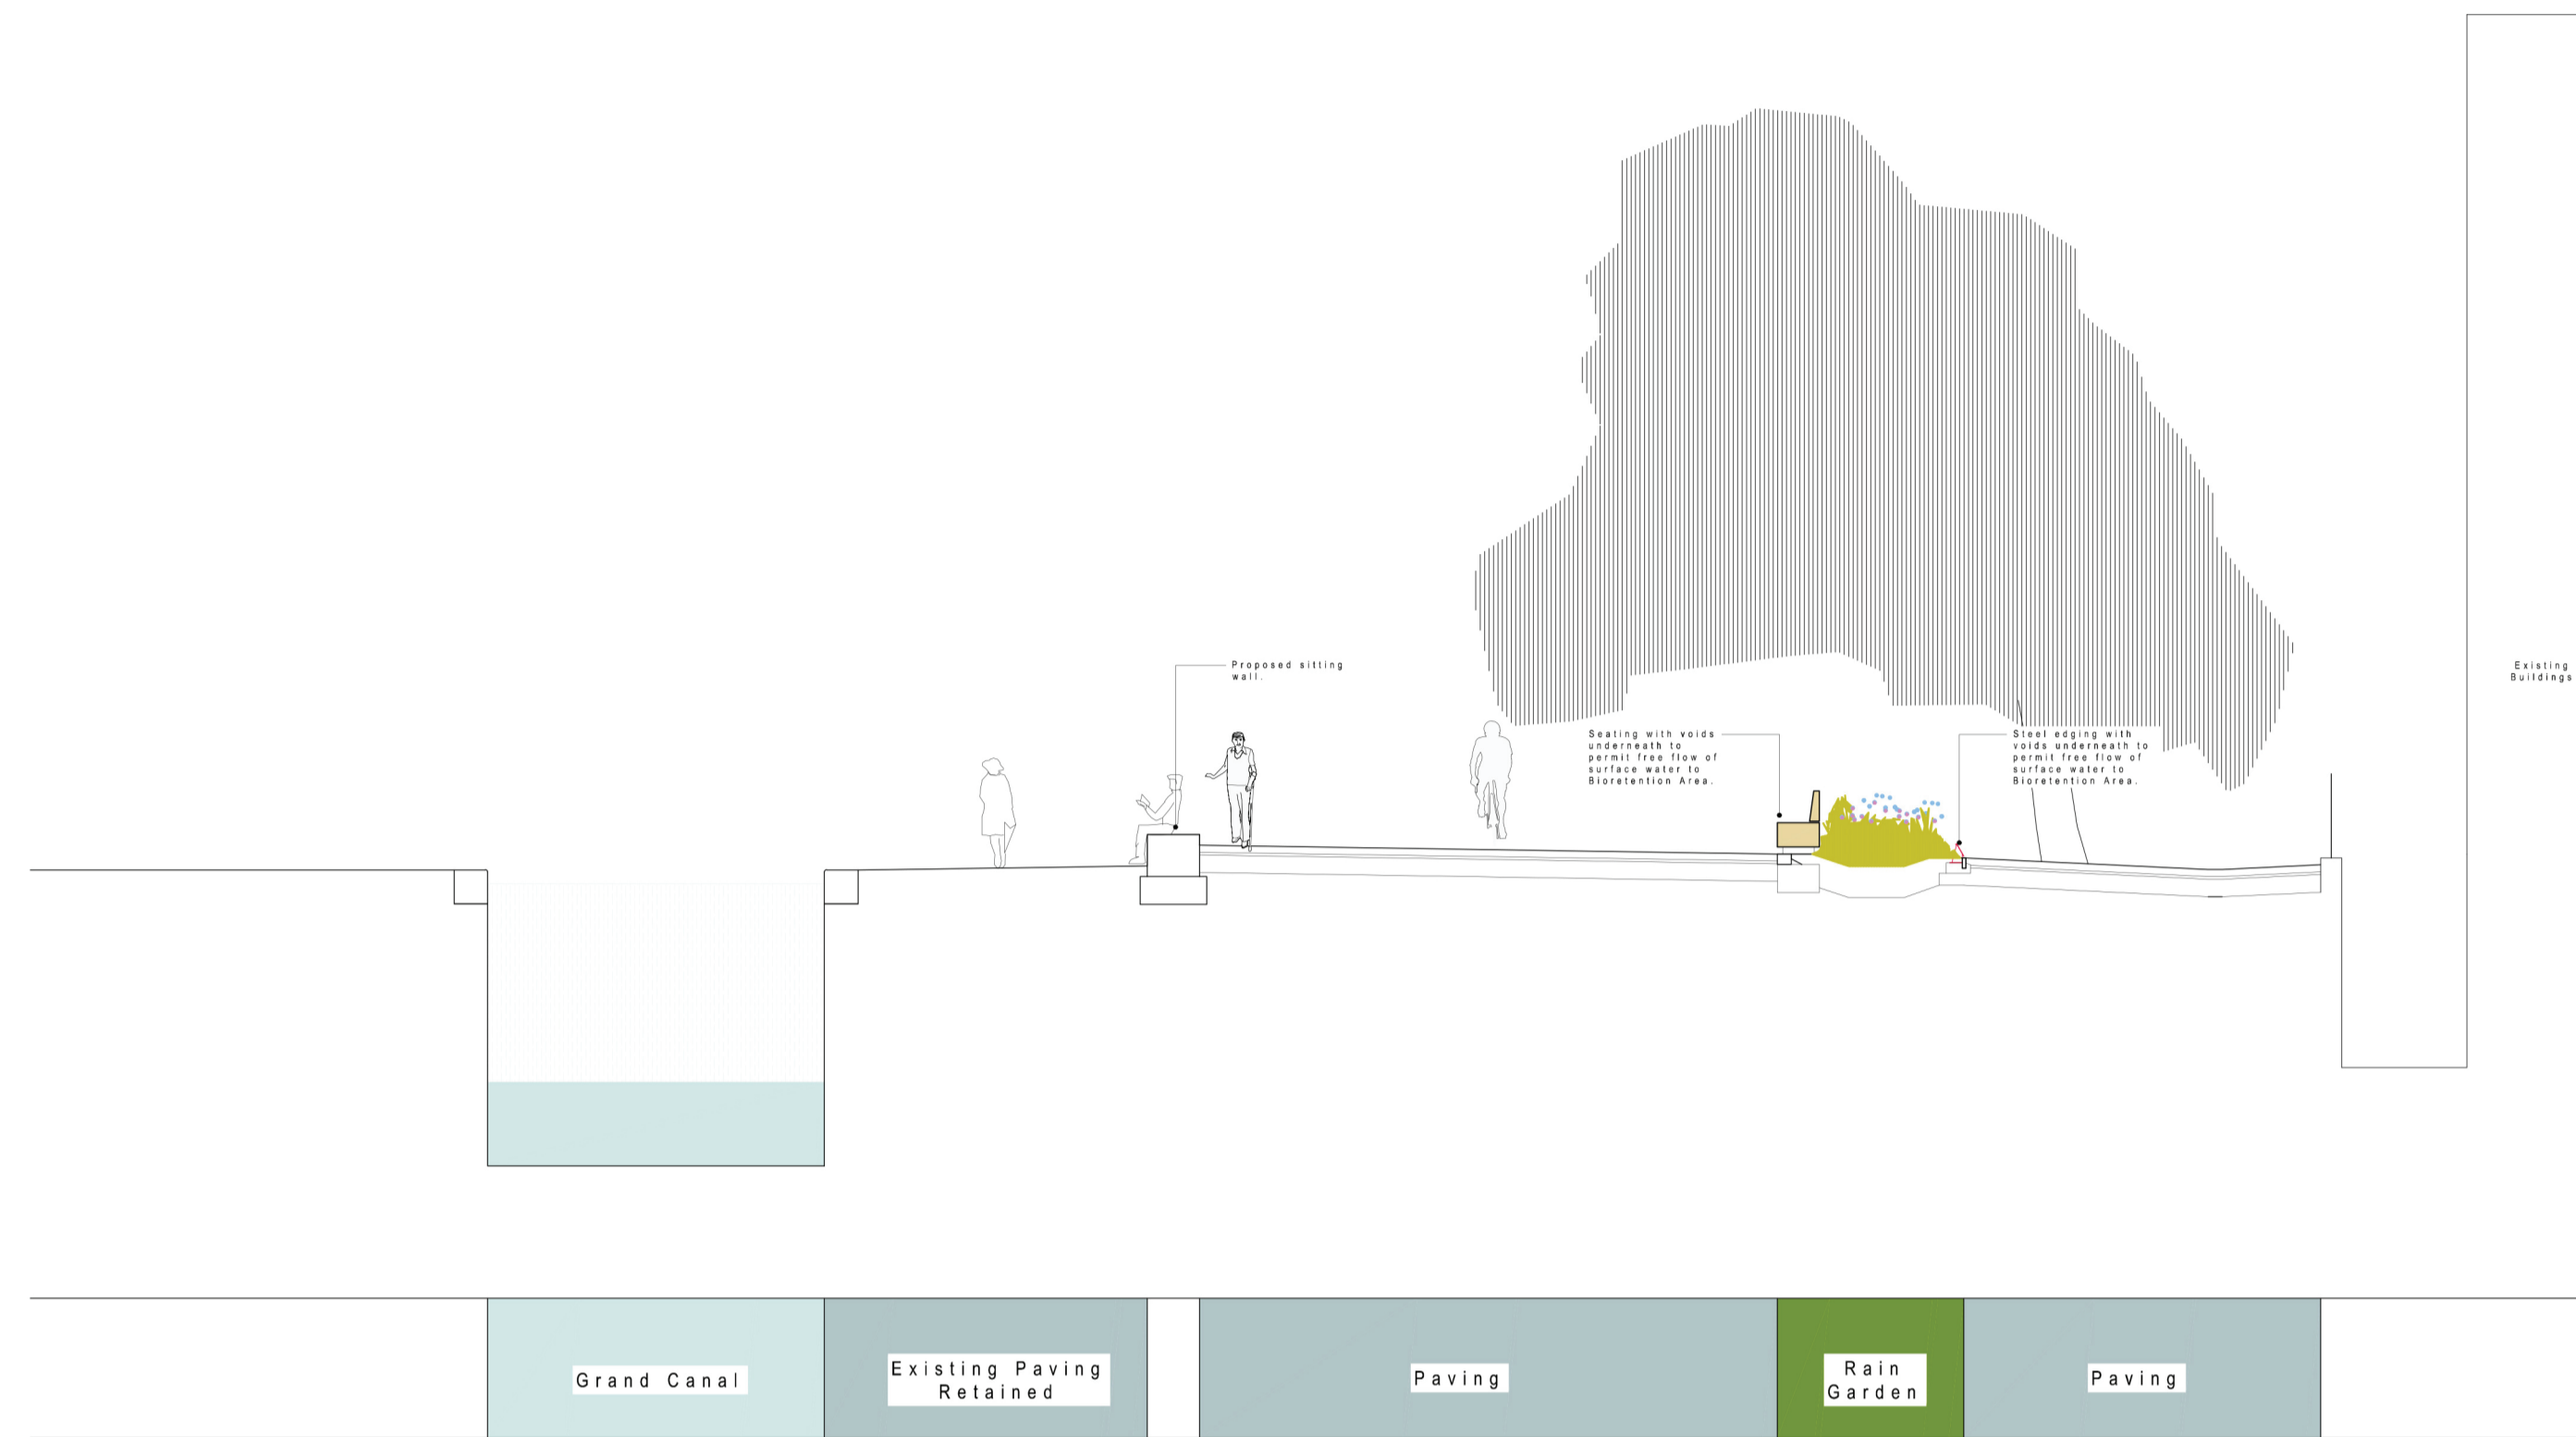 Proposed sitting
wall.
Existing
Buildings
Seating with voids
underneath to
permit free flow of
surface water to
Bioretention Area.
Steel edging with
voids underneath to
permit free flow of
surface water to
Bioretention Area.
Grand Canal
Existing Paving
Retained
Paving
Rain
Garden
Paving